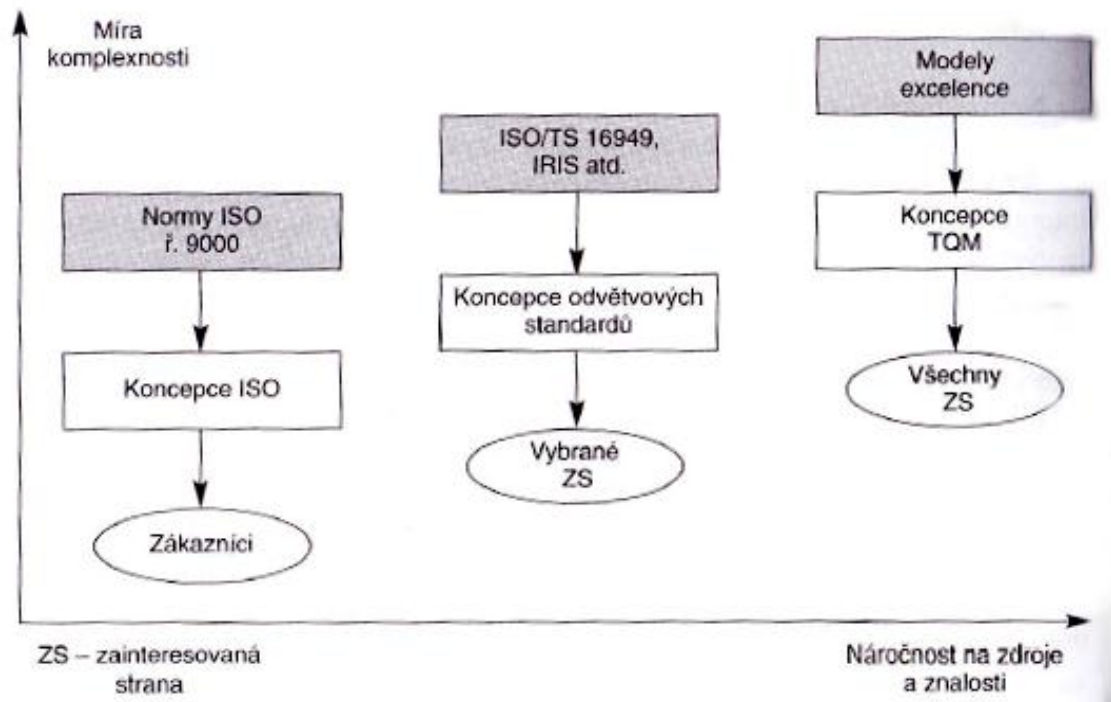 Míra
komplexnosti
Modely
excelence
ISO/TS 16949,
IRIS atd.
Normy ISO
ř. 9000
Koncepce
TQM
Koncepce odvětvových
standardů
Koncepce ISO
Všechny
ZS
Vybrané
ZS
Zákazníci
ZS – zainteresovaná
strana
Náročnost na zdroje
a znalosti